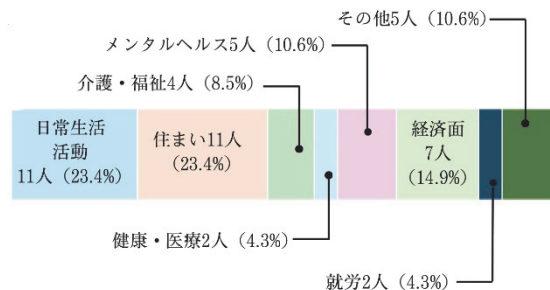 その他5人（10.6%）
メンタルヘルス5人（10.6%）
介護・福祉4人（8.5%）
日常生活
活動
11人（23.4%）
住まい11人
（23.4%）
経済面
7人
（14.9%）
健康・医療2人（4.3%）
就労2人（4.3%）